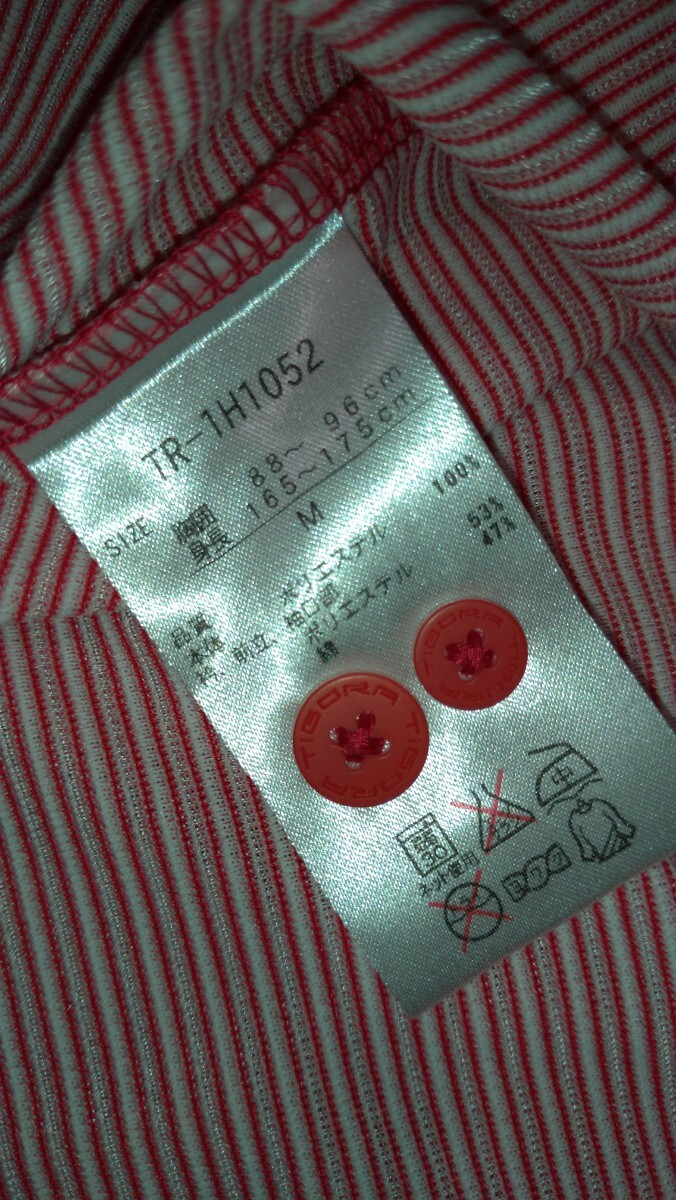 TR-1H1052
SIZE 胸囲 88～ 96cm
身長 165～175cm
M
品質
本体 ポリエステル 100%
衿、前立、袖口部
ポリエステル 53%
綿 47%
TIGORA TIGORA
TIGORA TIGORA
弱
30
ネット使用
中